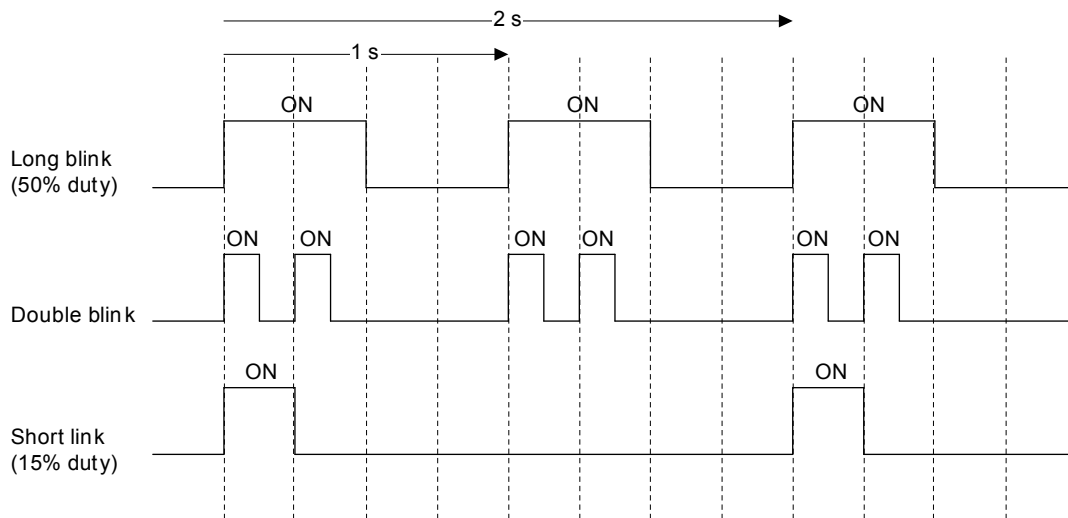 2 s
1 s
ON ON ON
Long blink
(50% duty)
ON ON ON ON ON ON
Double blink
ON ON
Short link
(15% duty)